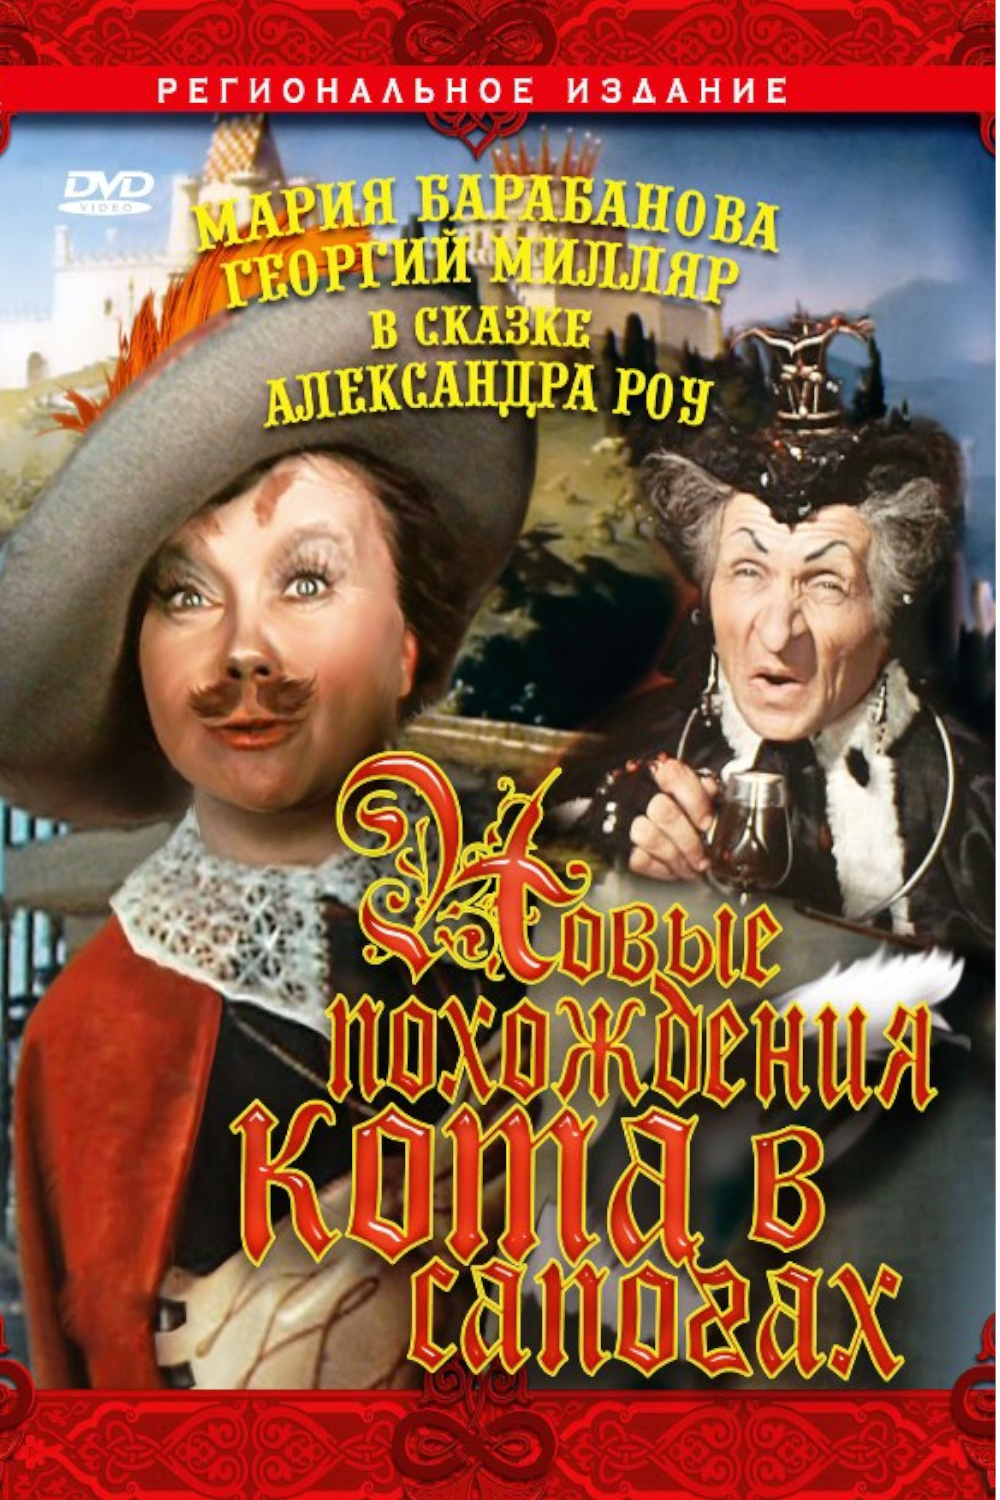 РЕГИОНАЛЬНОЕ ИЗДАНИЕ
DVD
VIDEO
МАРИЯ БАРАБАНОВА
ГЕОРГИЙ МИЛЛЯР
В СКАЗКЕ
АЛЕКСАНДРА РОУ
Новые
похождения
Кота в
сапогах